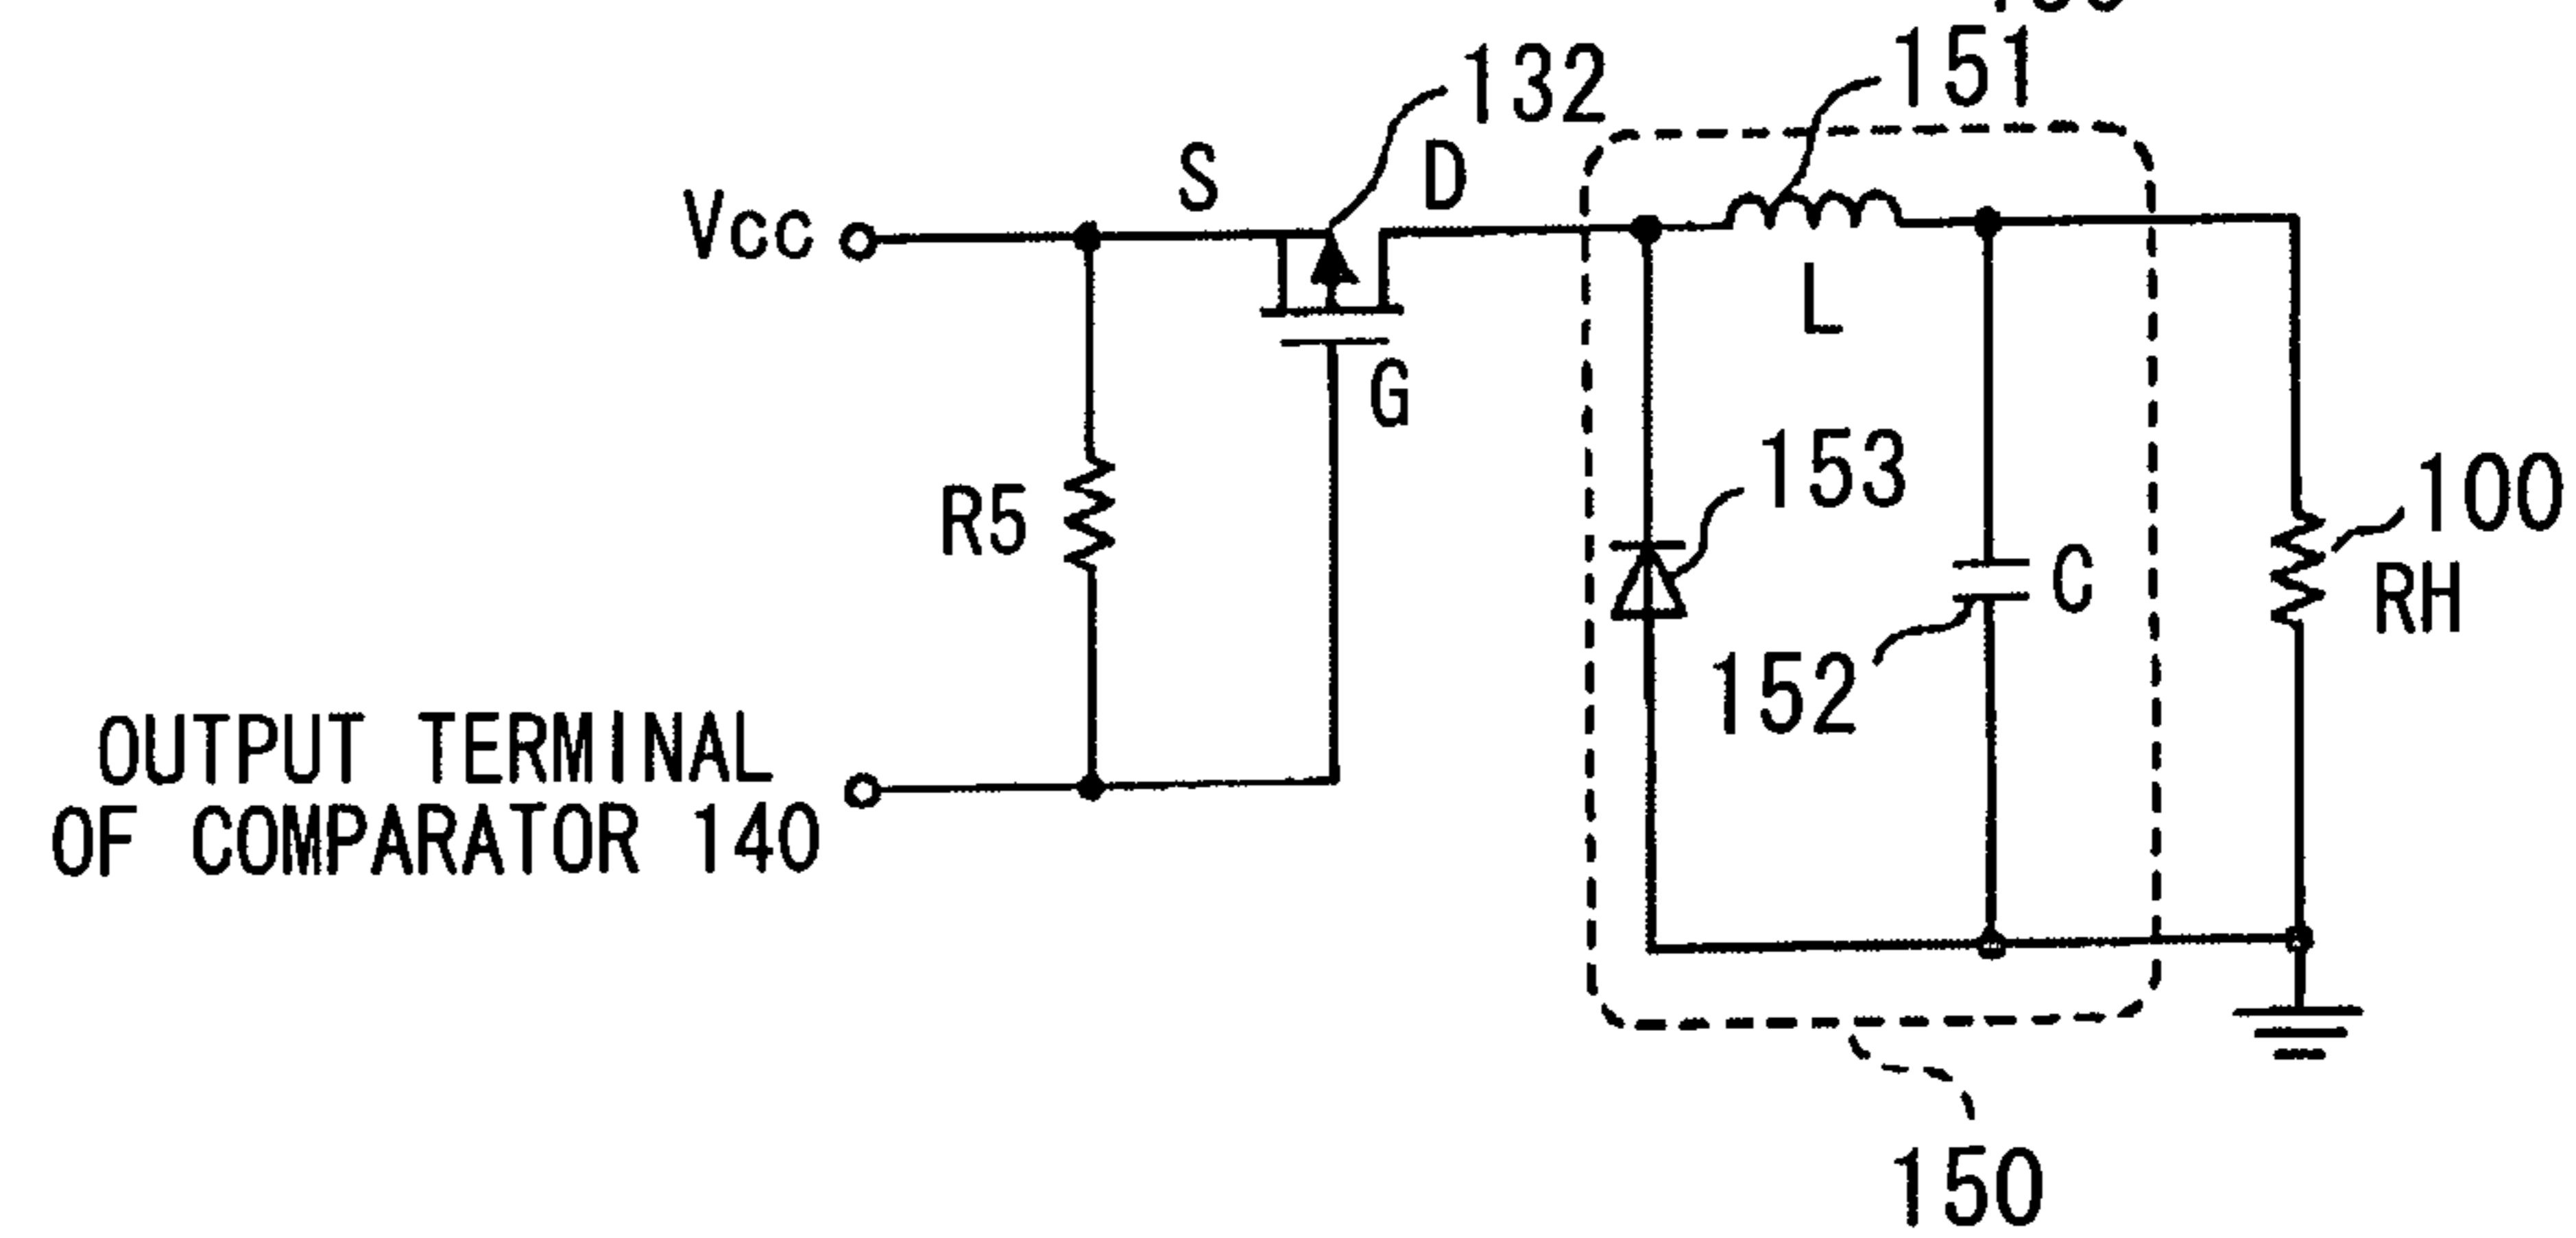 132
151
S
D
Vcc
L
G
153
R5
100
C
RH
152
OUTPUT TERMINAL
OF COMPARATOR 140
150